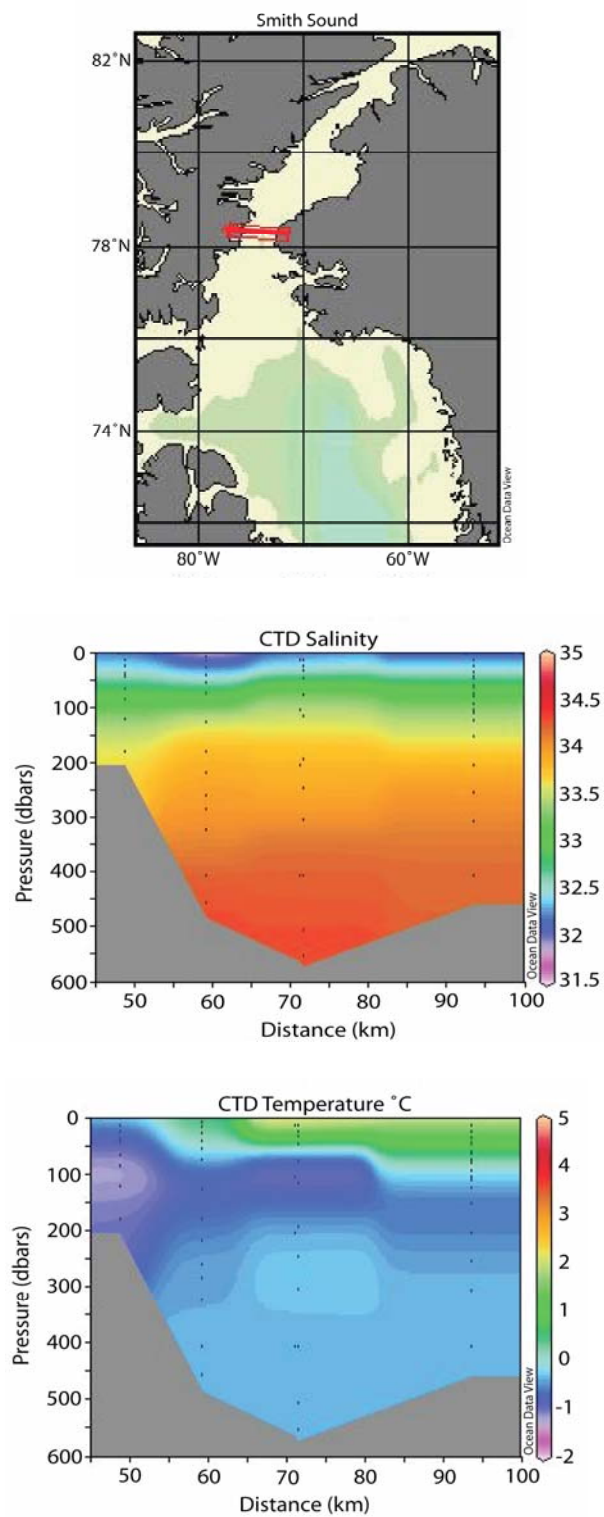 Smith Sound
82˚N
78˚N
74˚N
80˚W
60˚W
Ocean Data View
CTD Salinity
Pressure (dbars)
0
100
200
300
400
500
600
50
60
70
80
90
100
Distance (km)
Ocean Data View
35
34.5
34
33.5
33
32.5
32
31.5
CTD Temperature ˚C
Pressure (dbars)
0
100
200
300
400
500
600
50
60
70
80
90
100
Distance (km)
Ocean Data View
5
4
3
2
1
0
-1
-2